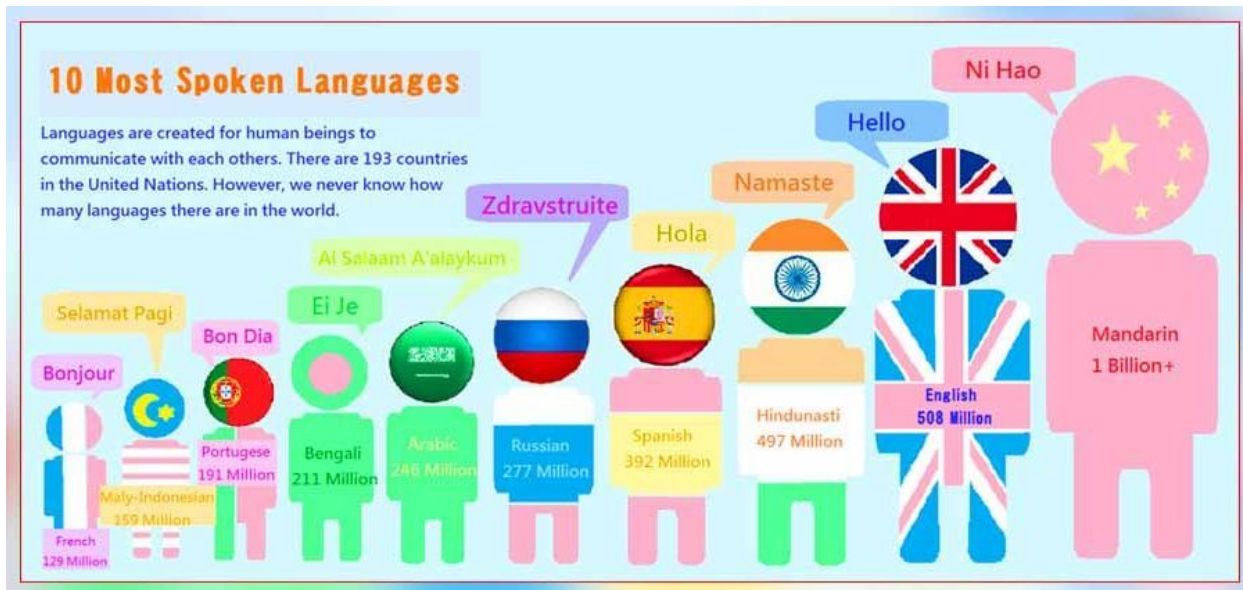 10 Most Spoken Languages
Languages are created for human beings to
communicate with each others. There are 193 countries
in the United Nations. However, we never know how
many languages there are in the world.
Bonjour
French
129 Million
Selamat Pagi
Maly-Indonesian
159 Million
Bon Dia
Portugese
191 Million
Ei Je
Bengali
211 Million
Al Salaam A'alaykum
Arabic
246 Million
Zdravstruite
Russian
277 Million
Hola
Spanish
392 Million
Namaste
Hindunasti
497 Million
Hello
English
508 Million
Ni Hao
Mandarin
1 Billion+